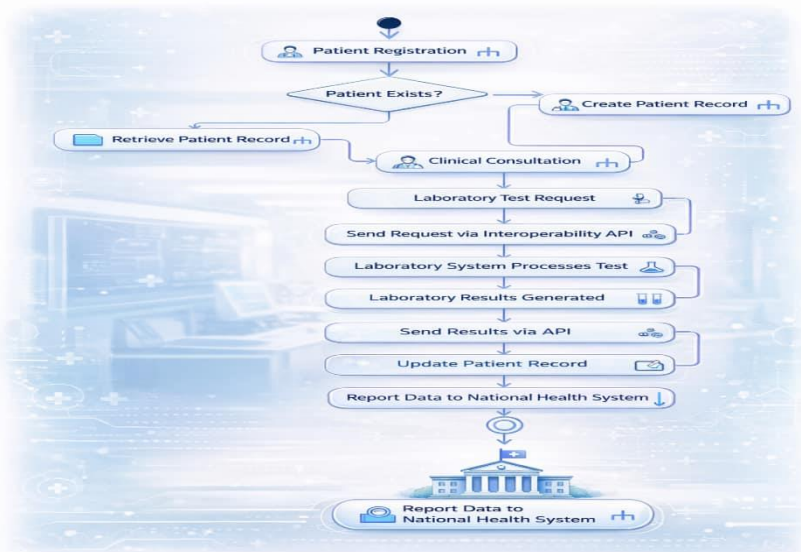 Patient Registration
Patient Exists?
Create Patient Record
Retrieve Patient Record
Clinical Consultation
Laboratory Test Request
Send Request via Interoperability API
Laboratory System Processes Test
Laboratory Results Generated
Send Results via API
Update Patient Record
Report Data to National Health System
Report Data to
National Health System